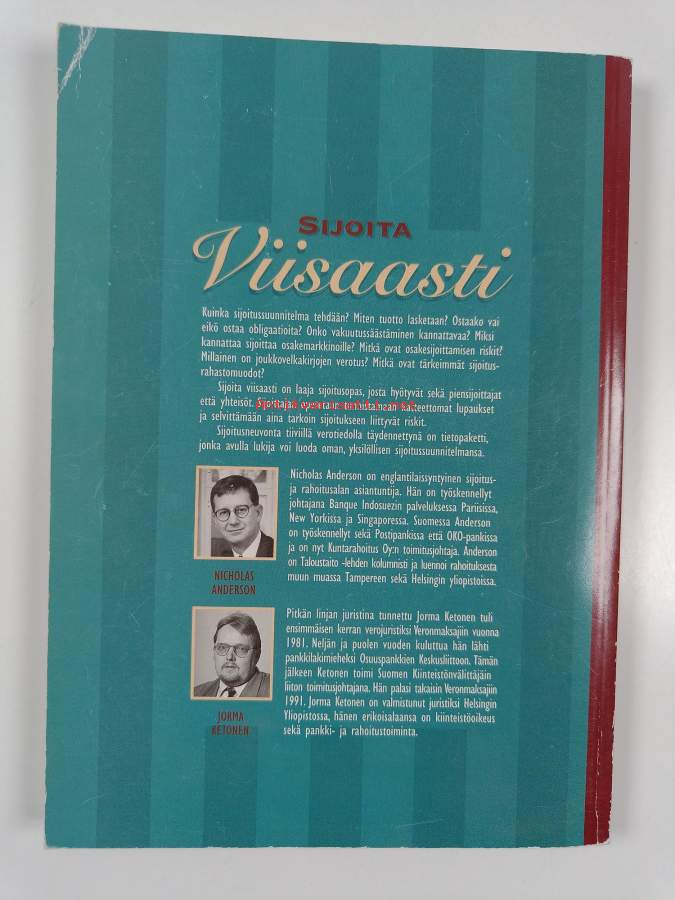 SIJOITA
Viisaasti
Kuinka sijoitussuunnitelma tehdään? Miten tuotto lasketaan? Ostaako vai
eikö ostaa obligaatioita? Onko vakuutussäästäminen kannattavaa? Miksi
kannattaa sijoittaa osakemarkkinoille? Mitkä ovat osakesijoittamisen riskit?
Millainen on joukkovelkakirjojen verotus? Mitkä ovat tärkeimmät sijoitus-
rahastomuodot?
Sijoita viisaasti on laaja sijoitusopas, josta hyötyvät sekä piensijoittajat
että yhteisöt. Sijoittajaa
ja selvittämään aina tarkoin sijoitukseen liittyvät riskit.
Sijoitusneuvonta tiiviillä verotiedolla täydennettynä on tietopaketti,
jonka avulla lukija voi luoda oman, yksilöllisen sijoitussuunnitelmansa.
Nicholas Anderson on englantilaissyntyinen sijoitus-
ja rahoitusalan asiantuntija. Hän on työskennellyt
johtajana Banque Indosuezin palveluksessa Pariisissa,
New Yorkissa ja Singaporessa. Suomessa Anderson
on työskennellyt sekä Postipankissa että OKO-pankissa
ja on nyt Kuntarahoitus Oy:n toimitusjohtaja. Anderson
on Taloustaito -lehden kolumnisti ja luennoi rahoituksesta
muun muassa Tampereen sekä Helsingin yliopistoissa.
NICHOLAS
ANDERSON
Pitkän linjan juristina tunnettu Jorma Ketonen tuli
ensimmäisen kerran verojuristiksi Veronmaksajiin vuonna
1981. Neljän ja puolen vuoden kuluttua hän lähti
pankkilakimieheksi Osuuspankkien Keskusliittoon. Tämän
jälkeen Ketonen toimi Suomen Kiinteistönvälittäjäin
liiton toimitusjohtajana. Hän palasi takaisin Veronmaksajiin
1991. Jorma Ketonen on valmistunut juristiksi Helsingin
Yliopistossa, hänen erikoisalaansa on kiinteistöoikeus
sekä pankki- ja rahoitustoiminta.
JORMA
KETONEN